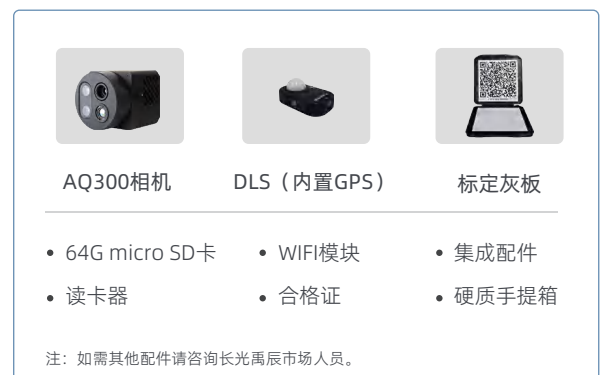 AQ300相机
DLS（内置GPS）
标定灰板
• 64G micro SD卡
• WIFI模块
• 集成配件
• 读卡器
• 合格证
• 硬质手提箱
注：如需其他配件请咨询长光禹辰市场人员。